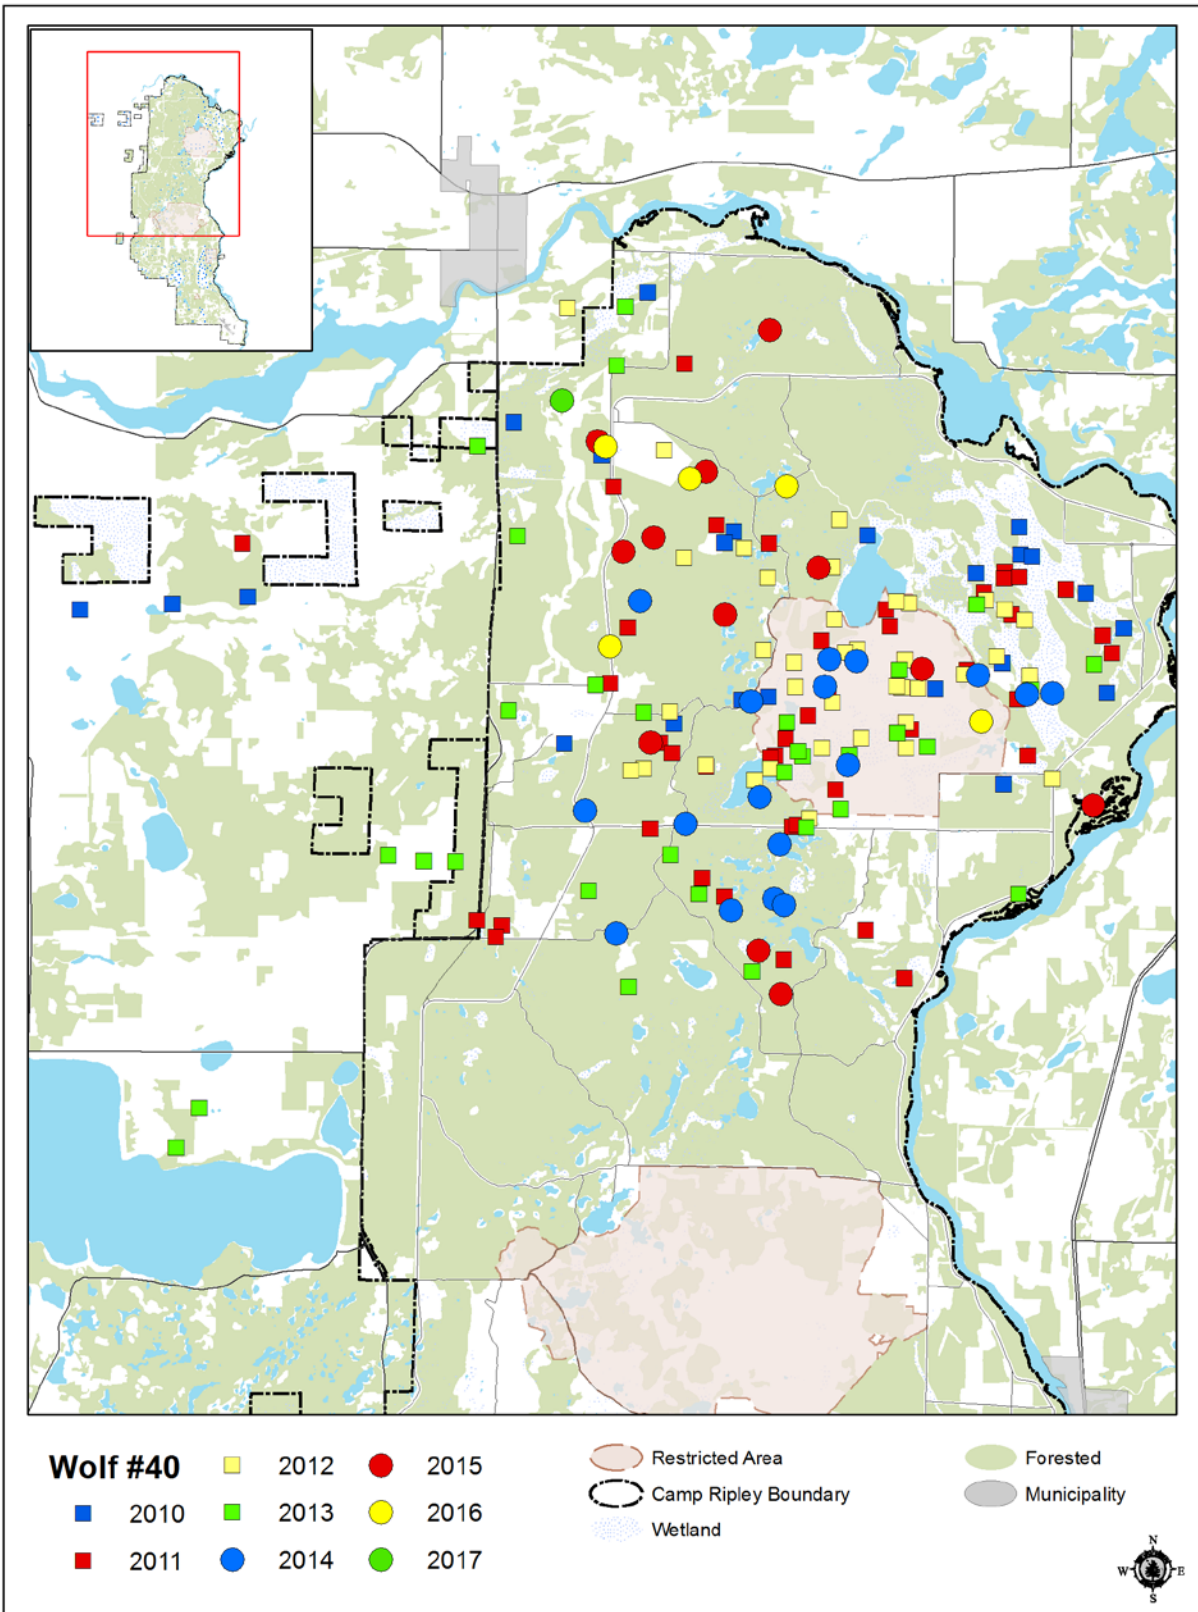 Wolf #40
2010
2011
2012
2013
2014
2015
2016
2017
Restricted Area
Camp Ripley Boundary
Wetland
Forested
Municipality
N
W E
S